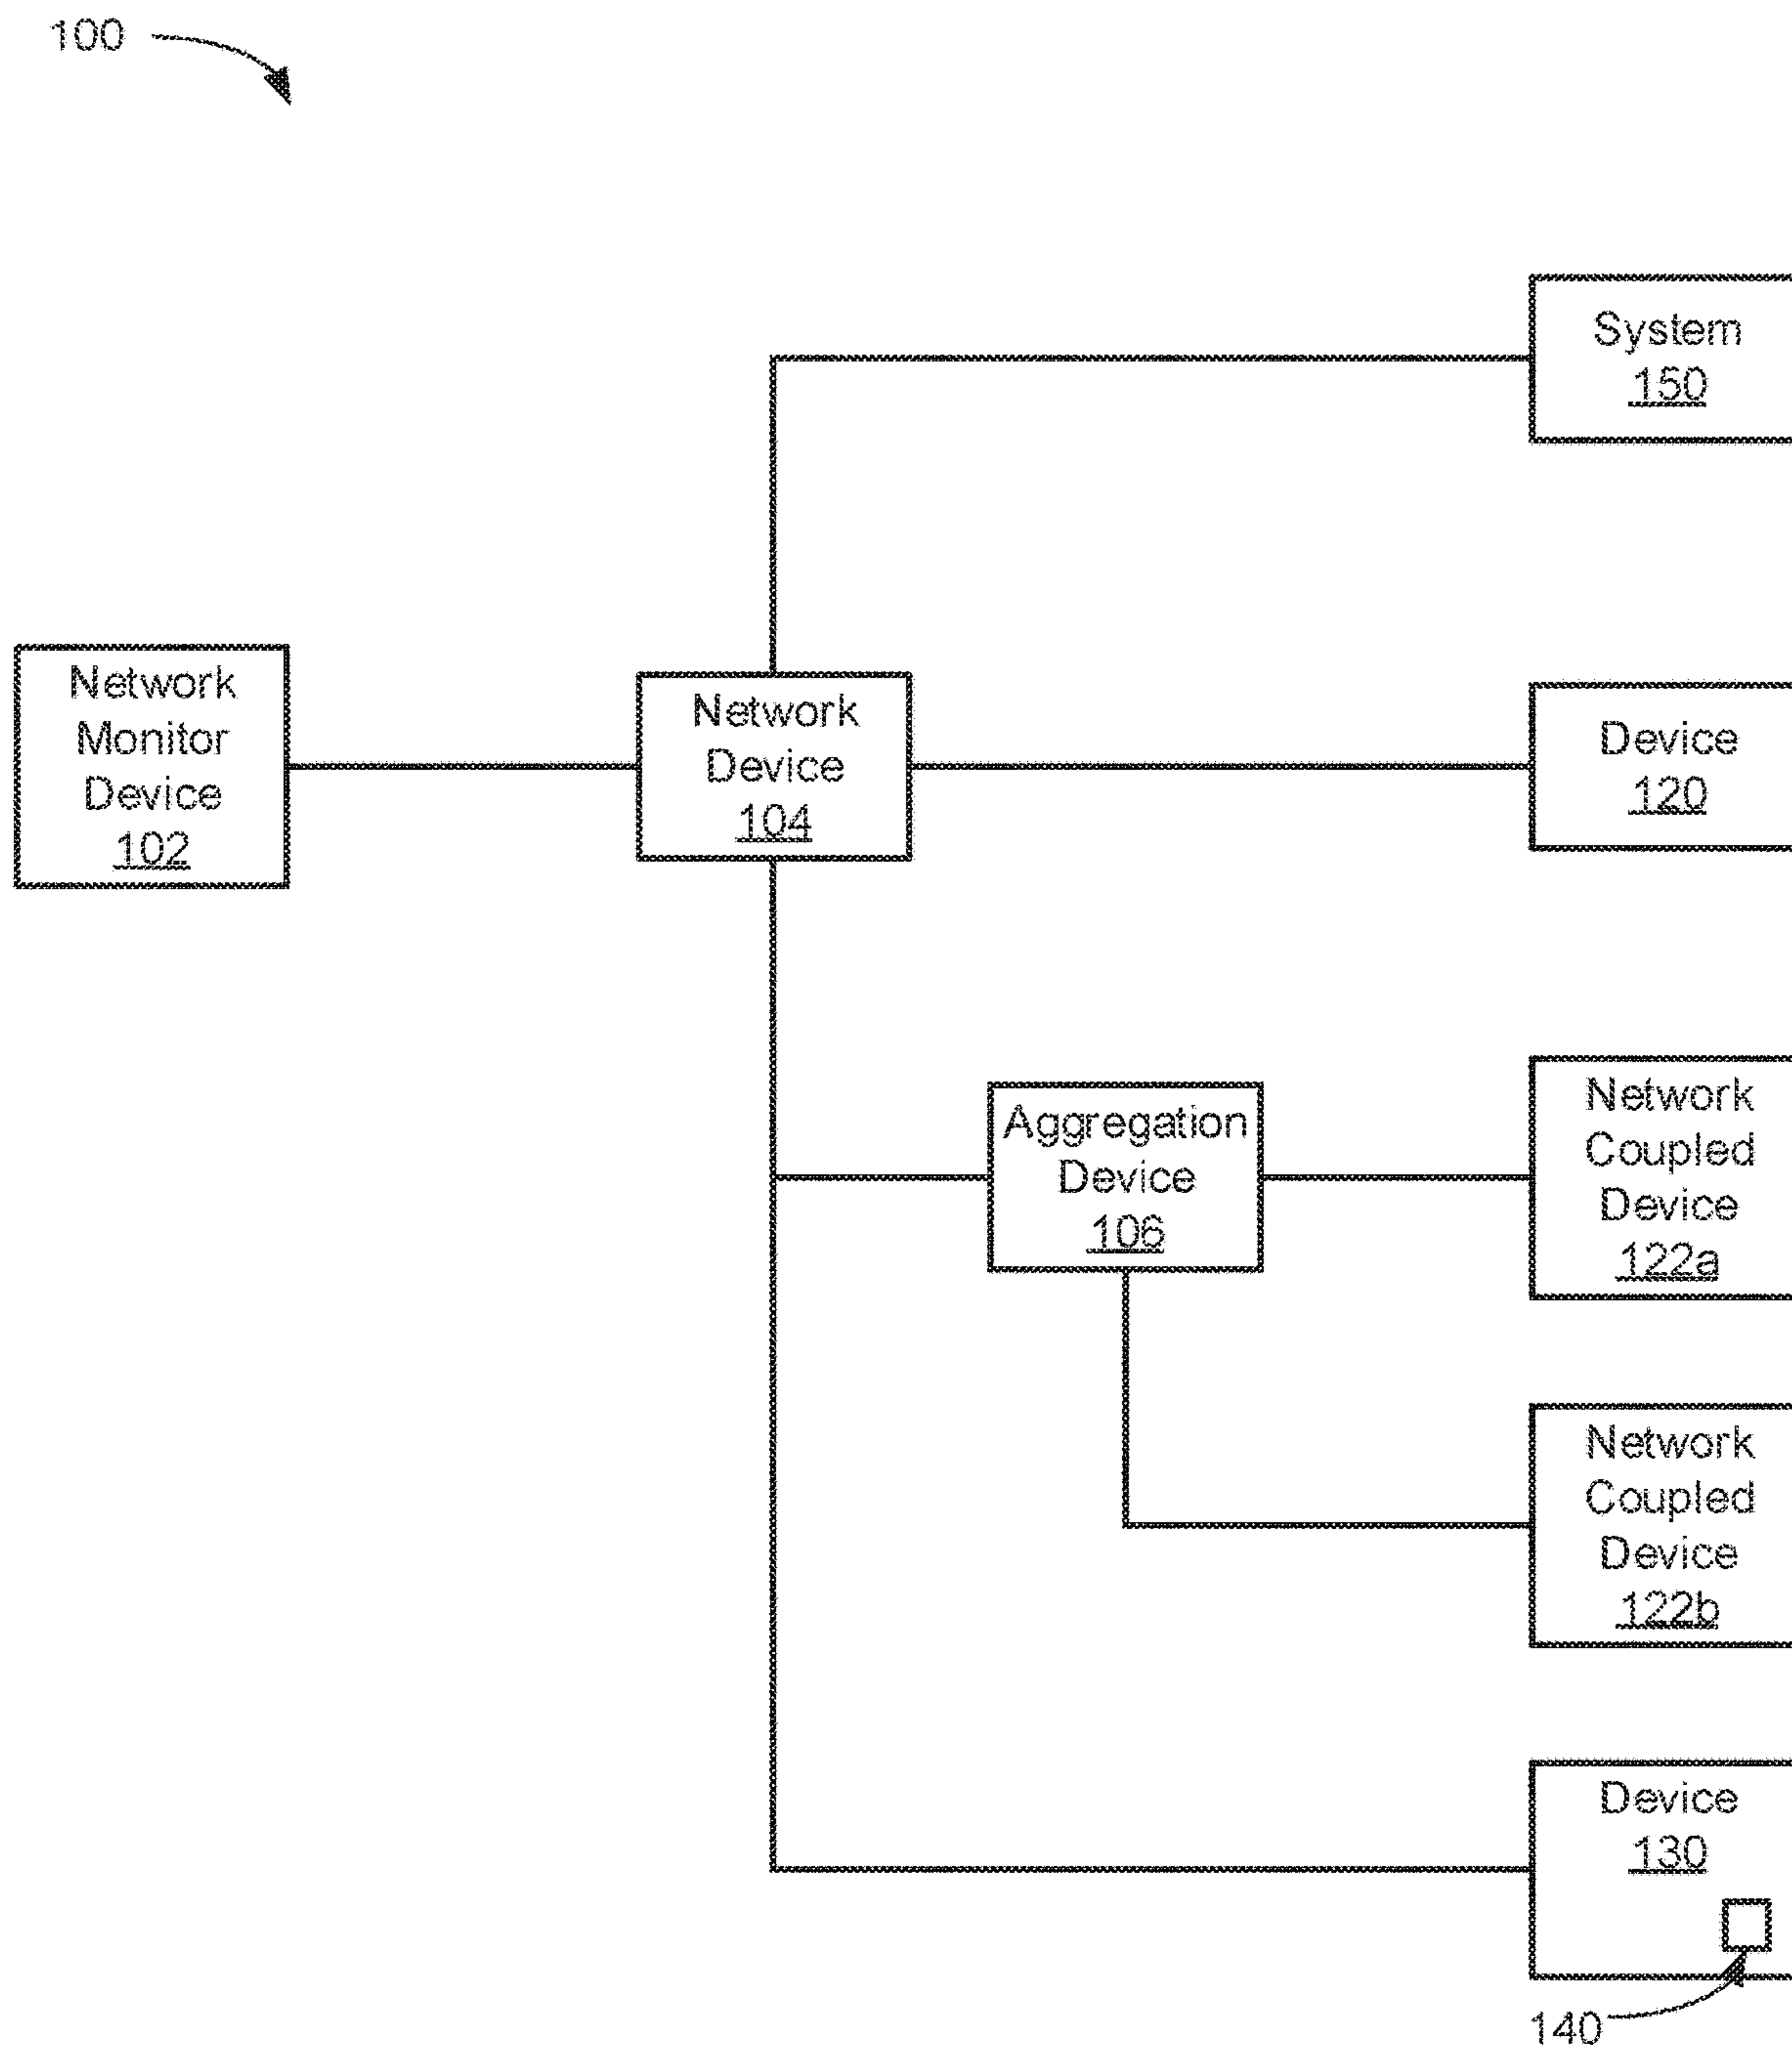 100
System
150
Network
Monitor
Device
102
Network
Device
104
Device
120
Aggregation
Device
106
Network
Coupled
Device
122a
Network
Coupled
Device
122b
Device
130
140